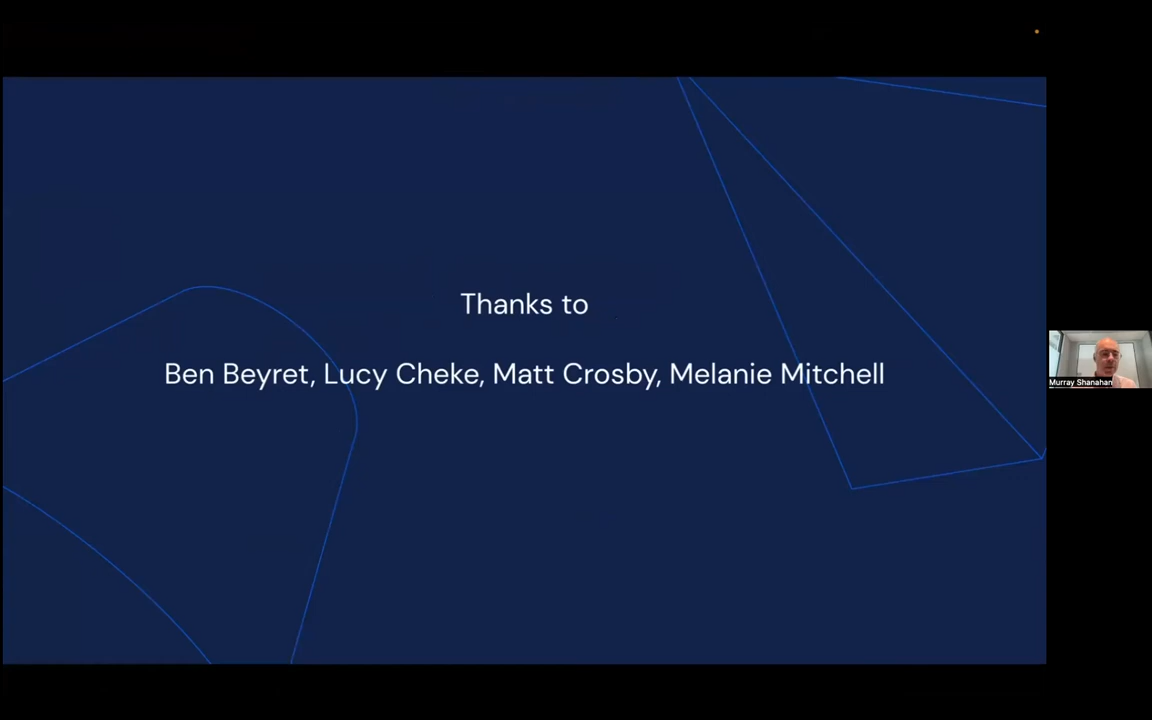 Thanks to
Ben Beyret, Lucy Cheke, Matt Crosby, Melanie Mitchell
Murray Shanahan